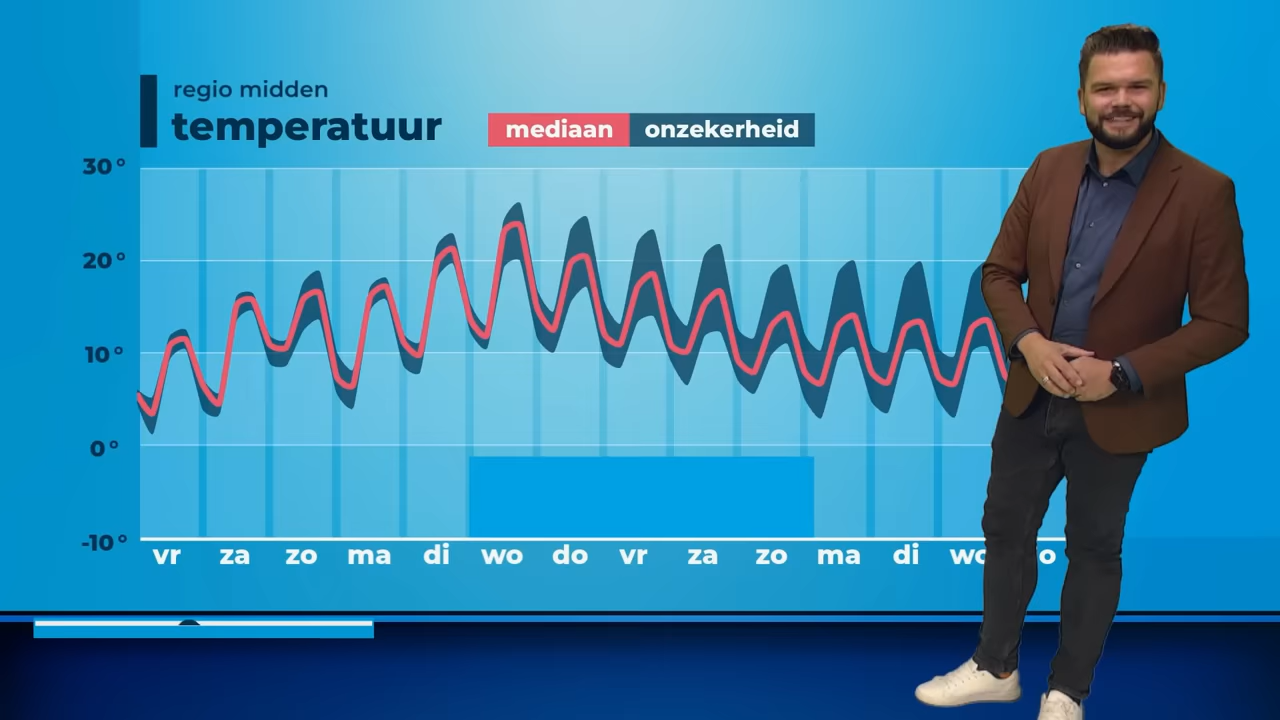 regio midden
temperatuur
mediaan onzekerheid
30°
20°
10°
0°
-10°
vr za zo ma di wo do vr za zo ma di wo